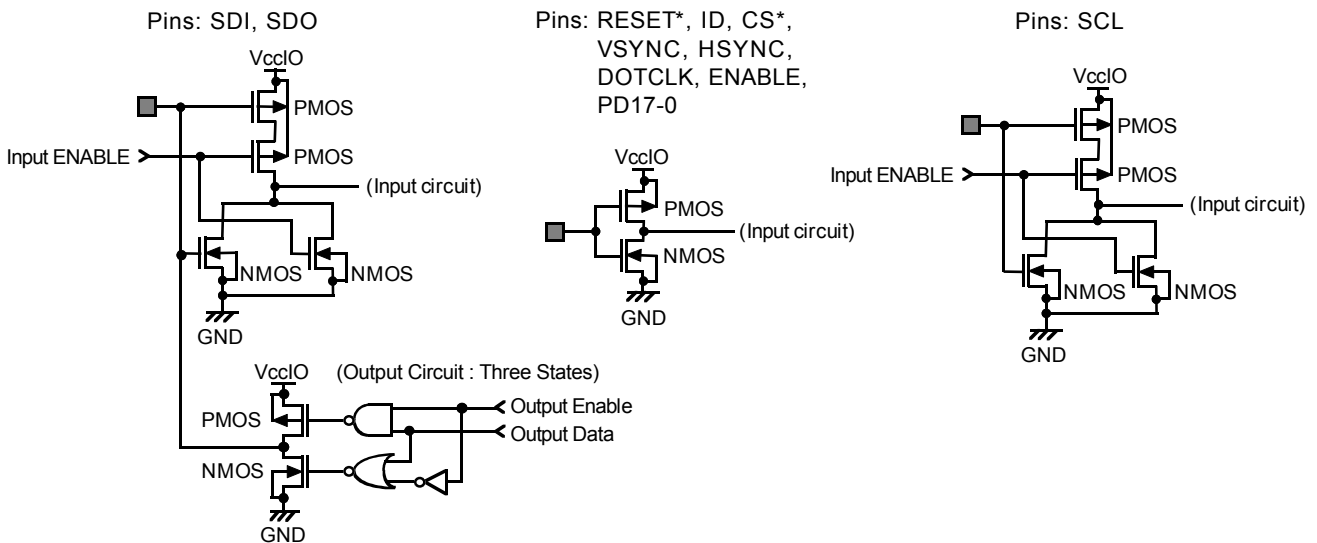 Pins: SDI, SDO
VccIO
PMOS
Input ENABLE
PMOS
(Input circuit)
NMOS
NMOS
GND
VccIO
(Output Circuit : Three States)
PMOS
Output Enable
Output Data
NMOS
GND
Pins: RESET*, ID, CS*,
VSYNC, HSYNC,
DOTCLK, ENABLE,
PD17-0
VccIO
PMOS
(Input circuit)
NMOS
GND
Pins: SCL
VccIO
PMOS
Input ENABLE
PMOS
(Input circuit)
NMOS
NMOS
GND